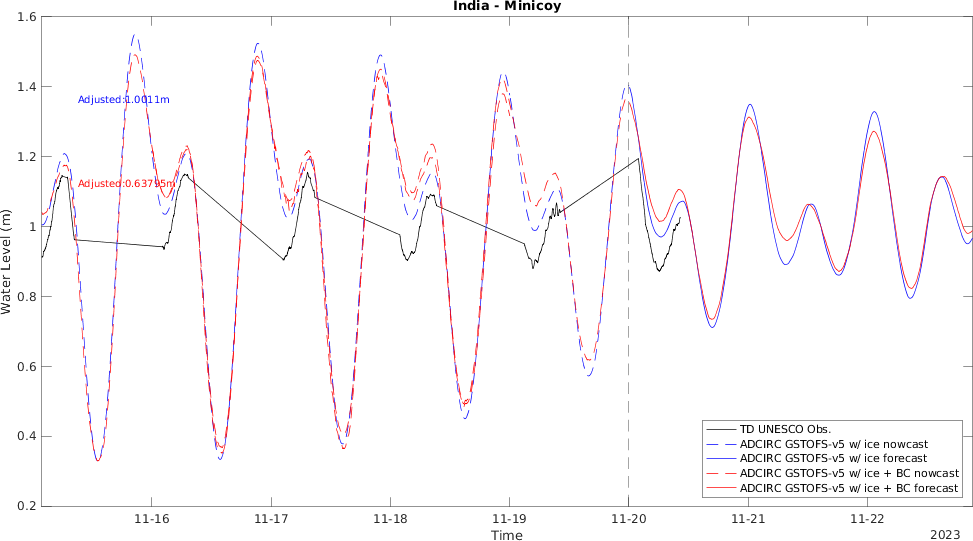 India - Minicoy
1.6
1.4
1.2
1
0.8
0.6
0.4
0.2
Water Level (m)
Adjusted:1.0011m
Adjusted:0.63795m
TD UNESCO Obs.
ADCIRC GSTOFS-v5 w/ ice nowcast
ADCIRC GSTOFS-v5 w/ ice forecast
ADCIRC GSTOFS-v5 w/ ice + BC nowcast
ADCIRC GSTOFS-v5 w/ ice + BC forecast
11-16 11-17 11-18 11-19 11-20 11-21 11-22
Time
2023